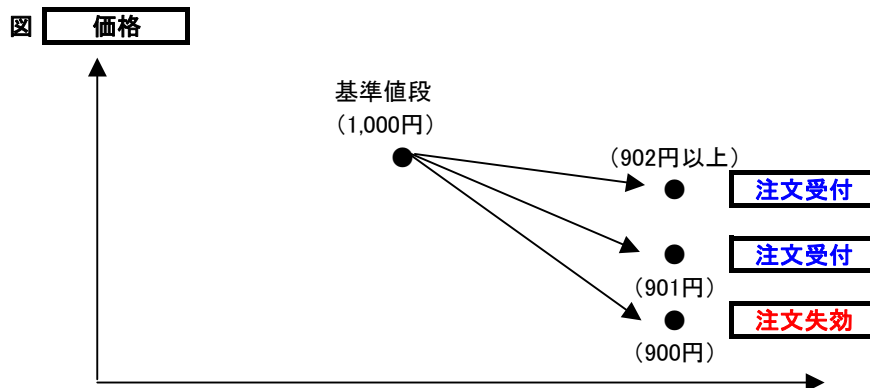 図 価格
基準値段
（1,000円）
（902円以上）
注文受付
注文受付
（901円）
注文失効
（900円）